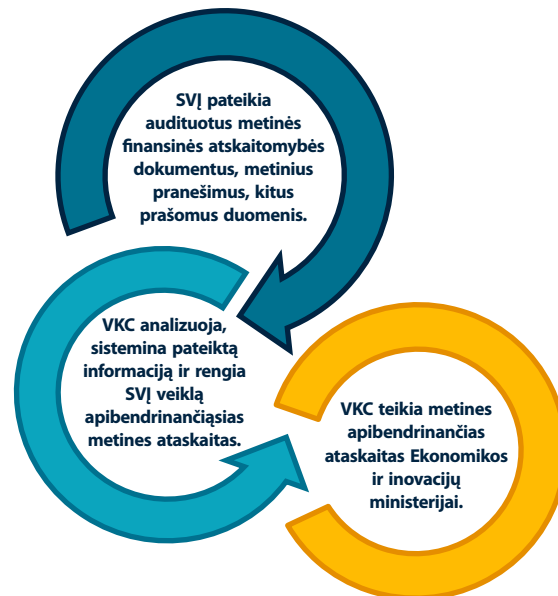 SVĮ pateikia
audituotus metinės
finansinės atskaitomybės
dokumentus, metinius
pranešimus, kitus
prašomus duomenis.
VKC analizuoja,
sistemina pateiktą
informaciją ir rengia
SVĮ veiklą
apibendrinančiąsias
metines ataskaitas.
VKC teikia metines
apibendrinančias
ataskaitas Ekonomikos
ir inovacijų
ministerijai.